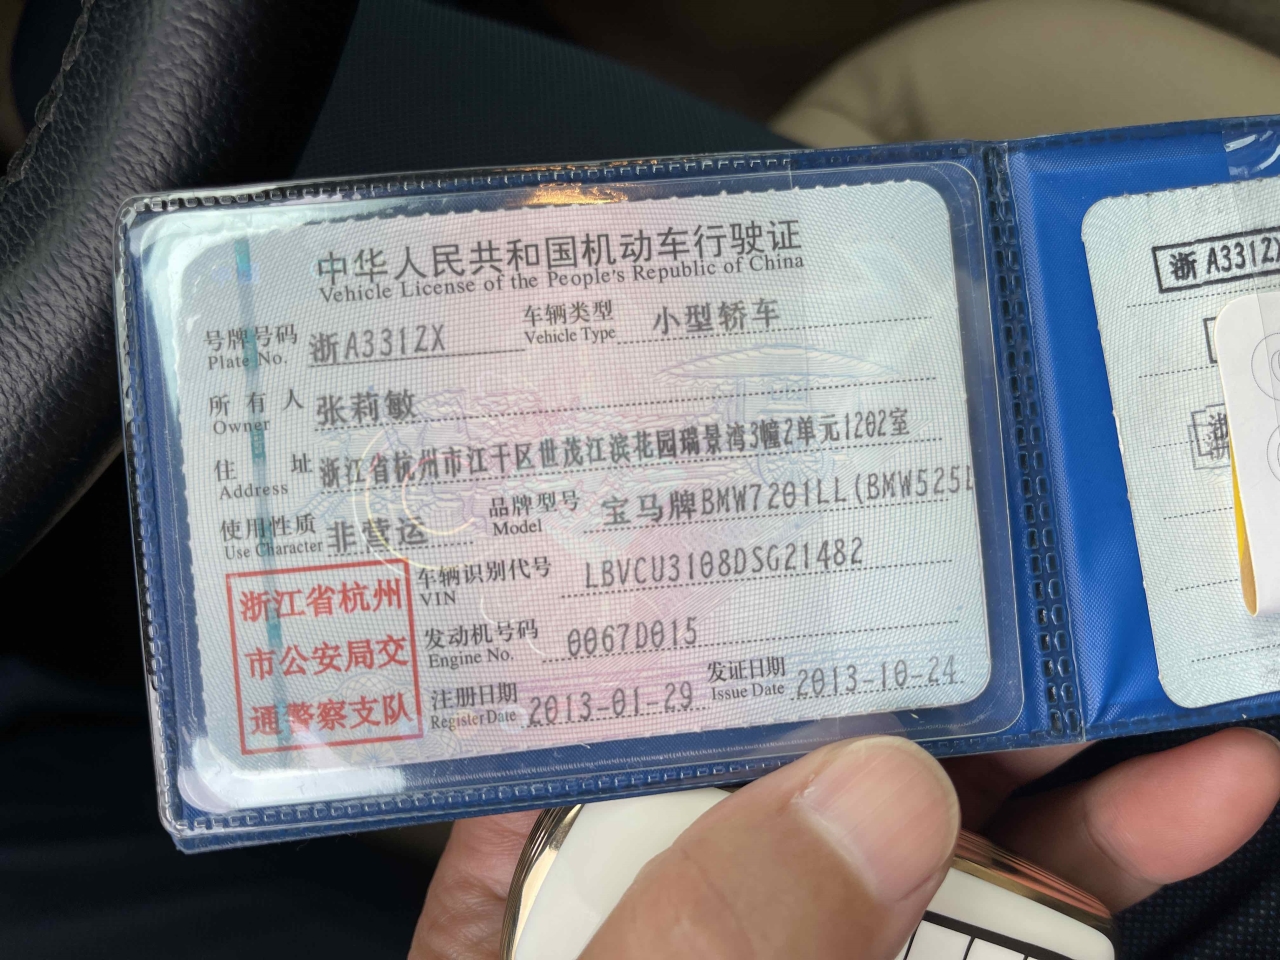 中华人民共和国机动车行驶证
Vehicle License of the People's Republic of China
号牌号码 浙A331ZX 车辆类型 小型轿车
Plate No. Vehicle Type
所有人 张莉敏
Owner
住址 浙江省杭州市江干区世茂江滨花园瑞景湾3幢2单元1202室
Address
使用性质 非营运 品牌型号 宝马牌BMW7201LL(BMW525L
Use Character Model
车辆识别代号 LBVCU3108DSG21482
VIN
发动机号码 0067D015
Engine No.
注册日期 2013-01-29 发证日期 2013-10-24
Register Date Issue Date
浙江省杭州
市公安局交
通警察支队
浙A331ZX